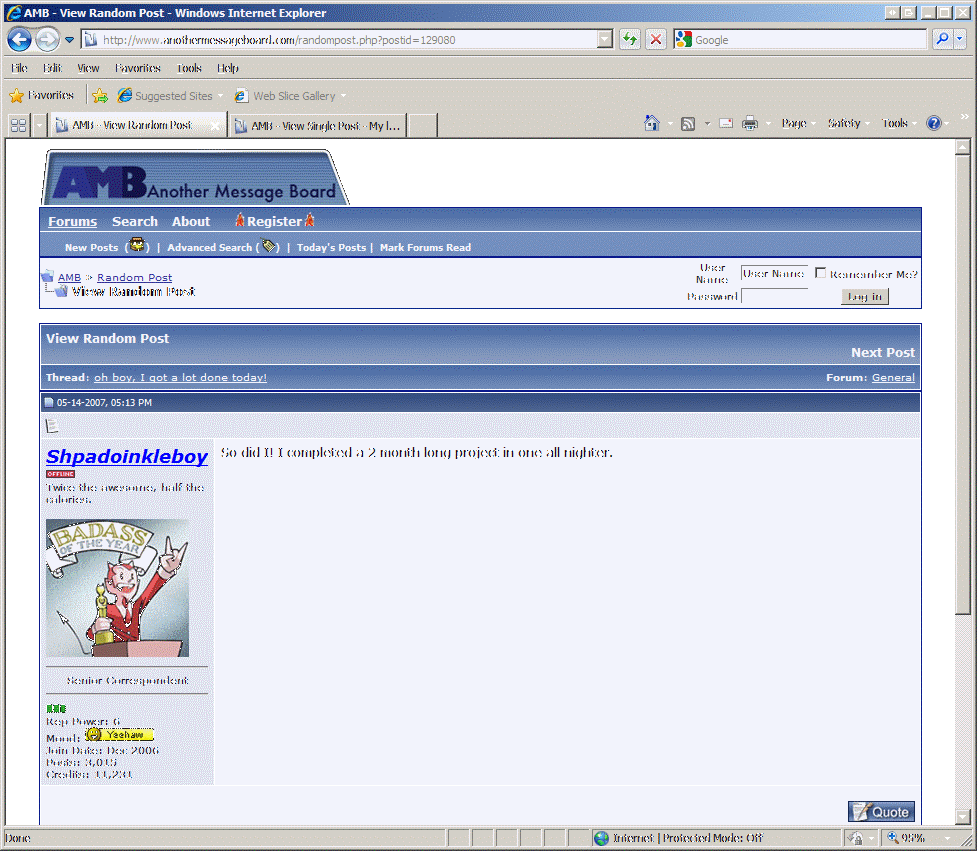 AMB - View Random Post - Windows Internet Explorer
http://www.anothermessageboard.com/randompost.php?postid=129080
Google
File Edit View Favorites Tools Help
Favorites Suggested Sites Web Slice Gallery
AMB - View Random Post AMB - View Single Post - My l... Page Safety Tools
AMB Another Message Board
Forums Search About Register
New Posts ( ) | Advanced Search ( ) | Today's Posts | Mark Forums Read
AMB > Random Post
View Random Post
User Name User Name Remember Me?
Password Log in
View Random Post
Next Post
Thread: oh boy, I got a lot done today! Forum: General
05-14-2007, 05:13 PM
Shpadoinkleboy
OFFLINE
Twice the awesome, half the
calories.
So did I! I completed a 2 month long project in one all nighter.
BADASS
OF THE YEAR
Senior Correspondent
Rep Power: 6
Mood: Yeehaw
Join Date: Dec 2006
Posts: 3,015
Credits: 11,231
Quote
Done Internet | Protected Mode: Off 95%